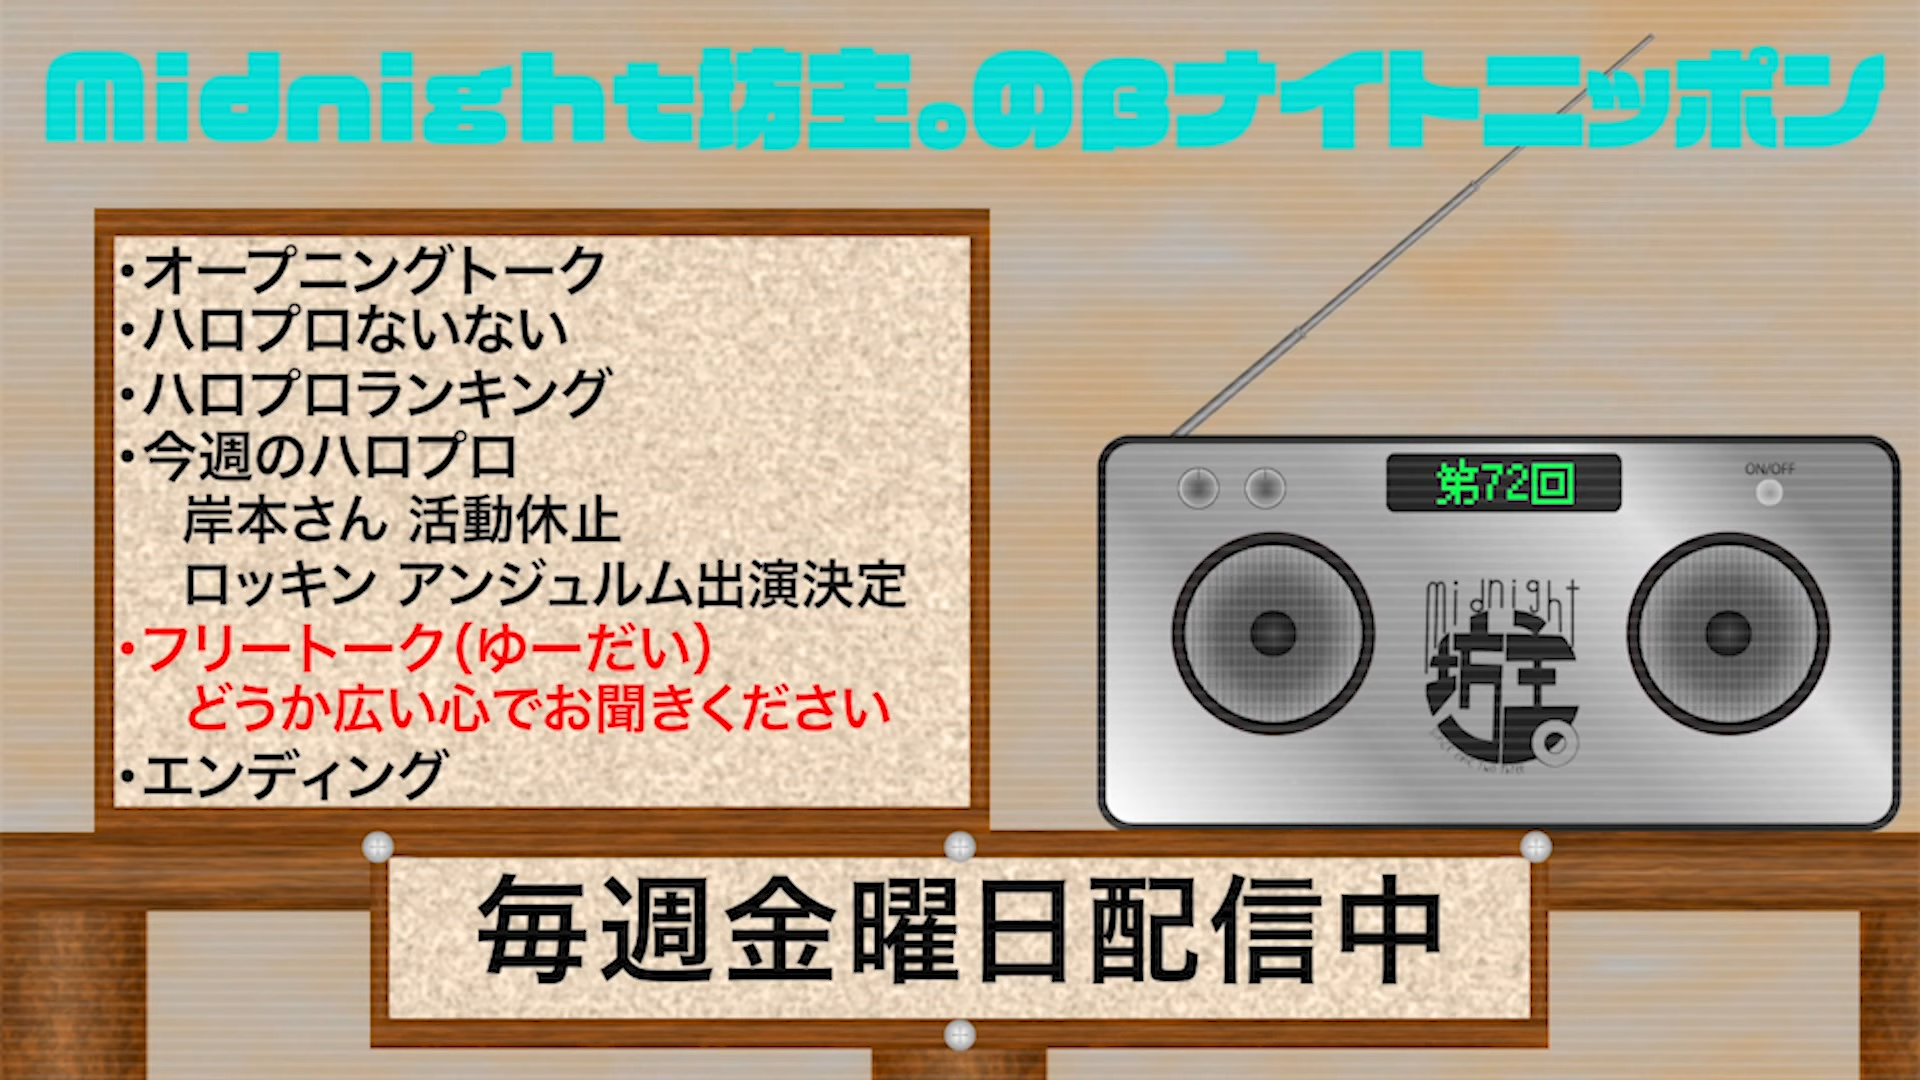 Midnight坊主。のβナイトニッポン
・オープニングトーク
・ハロプロないない
・ハロプロランキング
・今週のハロプロ
岸本さん 活動休止
ロッキン アンジュルム出演決定
・フリートーク(ゆーだい)
どうか広い心でお聞きください
・エンディング
第72回
ON/OFF
midnight
坊主
毎週金曜日配信中